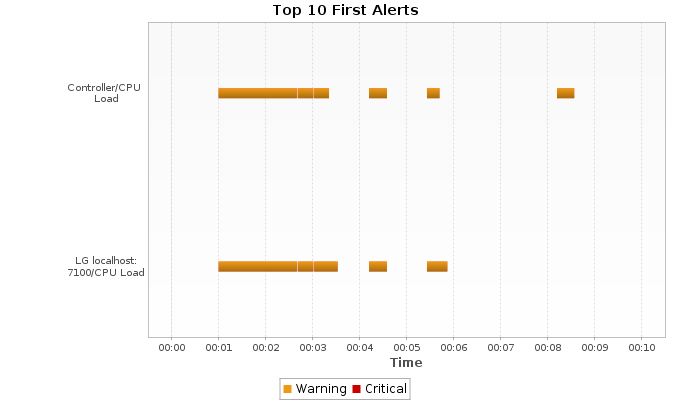 Top 10 First Alerts
Controller/CPU
Load
LG localhost:
7100/CPU Load
00:00 00:01 00:02 00:03 00:04 00:05 00:06 00:07 00:08 00:09 00:10
Time
Warning Critical